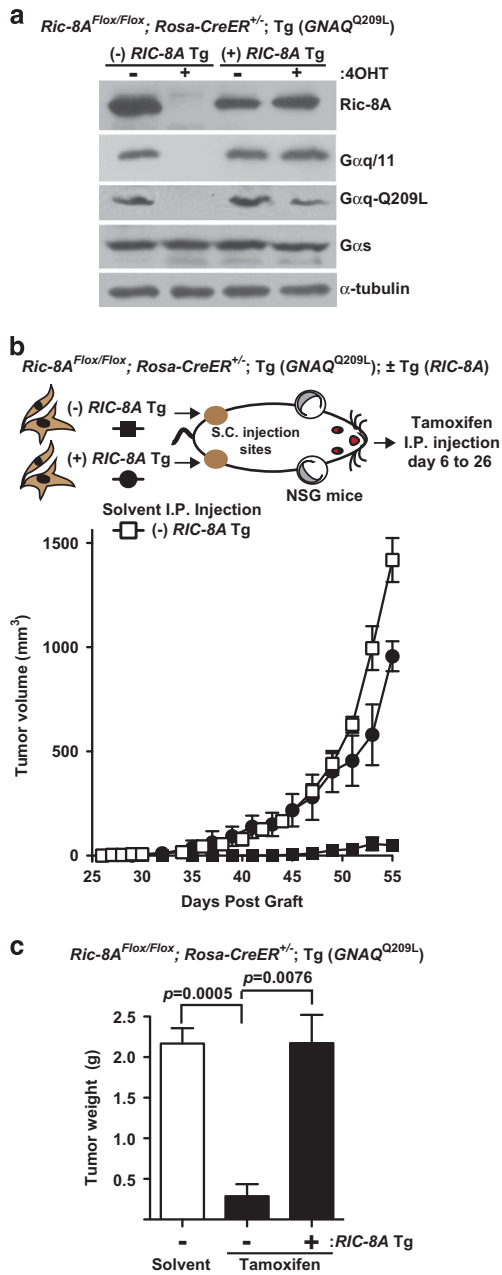 a
Ric-8A^Flox/Flox; Rosa-CreER^+/-; Tg (GNAQ^Q209L)
(-) RIC-8A Tg (+) RIC-8A Tg
- + - + :4OHT
Ric-8A
Gαq/11
Gαq-Q209L
Gαs
α-tubulin
b
Ric-8A^Flox/Flox; Rosa-CreER^+/-; Tg (GNAQ^Q209L); ± Tg (RIC-8A)
(-) RIC-8A Tg
(+) RIC-8A Tg
S.C. injection
sites
NSG mice
Tamoxifen
I.P. injection
day 6 to 26
Solvent I.P. Injection
(-) RIC-8A Tg
Tumor volume (mm³)
1500
1000
500
0
25 30 35 40 45 50 55
Days Post Graft
c
Ric-8A^Flox/Flox; Rosa-CreER^+/-; Tg (GNAQ^Q209L)
p=0.0076
p=0.0005
Tumor weight (g)
2.5
2.0
1.5
1.0
0.5
- - + :RIC-8A Tg
Solvent Tamoxifen